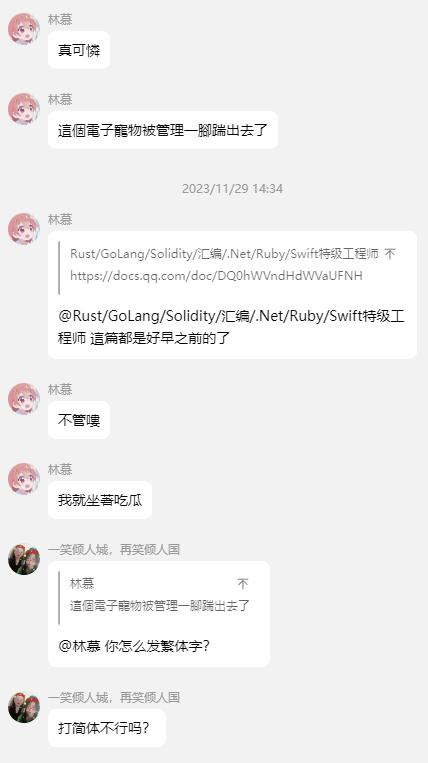 林慕
真可憐
林慕
這個電子寵物被管理一腳踹出去了
2023/11/29 14:34
林慕
Rust/GoLang/Solidity/汇编/.Net/Ruby/Swift特级工程师 不
https://docs.qq.com/doc/DQ0hWVndHdWVaUFNH
@Rust/GoLang/Solidity/汇编/.Net/Ruby/Swift特级工
程师 這篇都是好早之前的了
林慕
不管嘍
林慕
我就坐著吃瓜
一笑倾人城，再笑倾人国
林慕 不
這個電子寵物被管理一腳踹出去了
@林慕 你怎么发繁体字？
一笑倾人城，再笑倾人国
打简体不行吗？